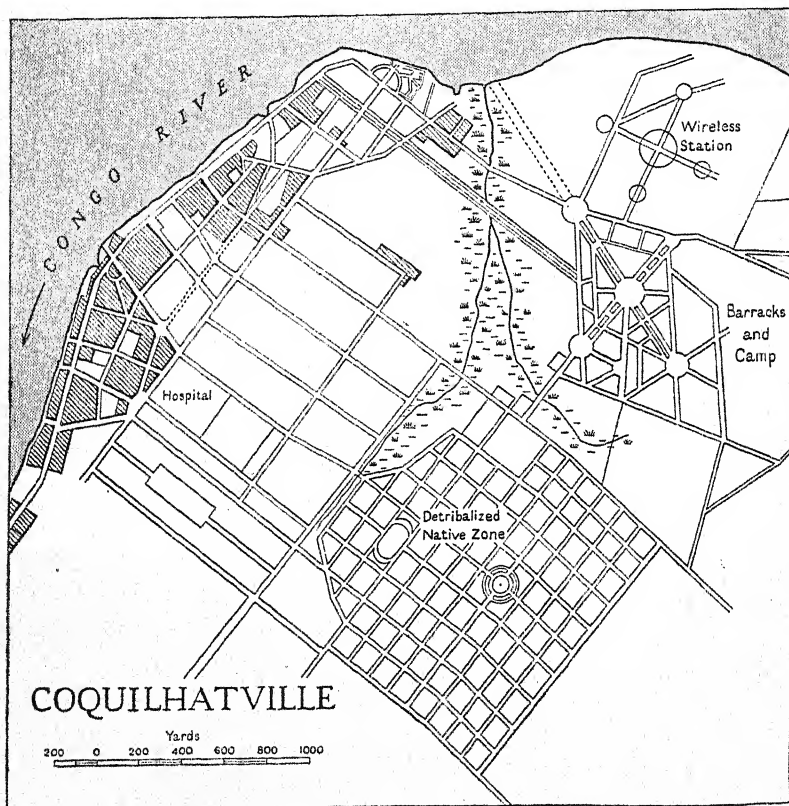 CONGO RIVER
Wireless
Station
Barracks
and
Camp
Hospital
Detribalized
Native Zone
COQUILHATVILLE
Yards
200 0 200 400 600 800 1000